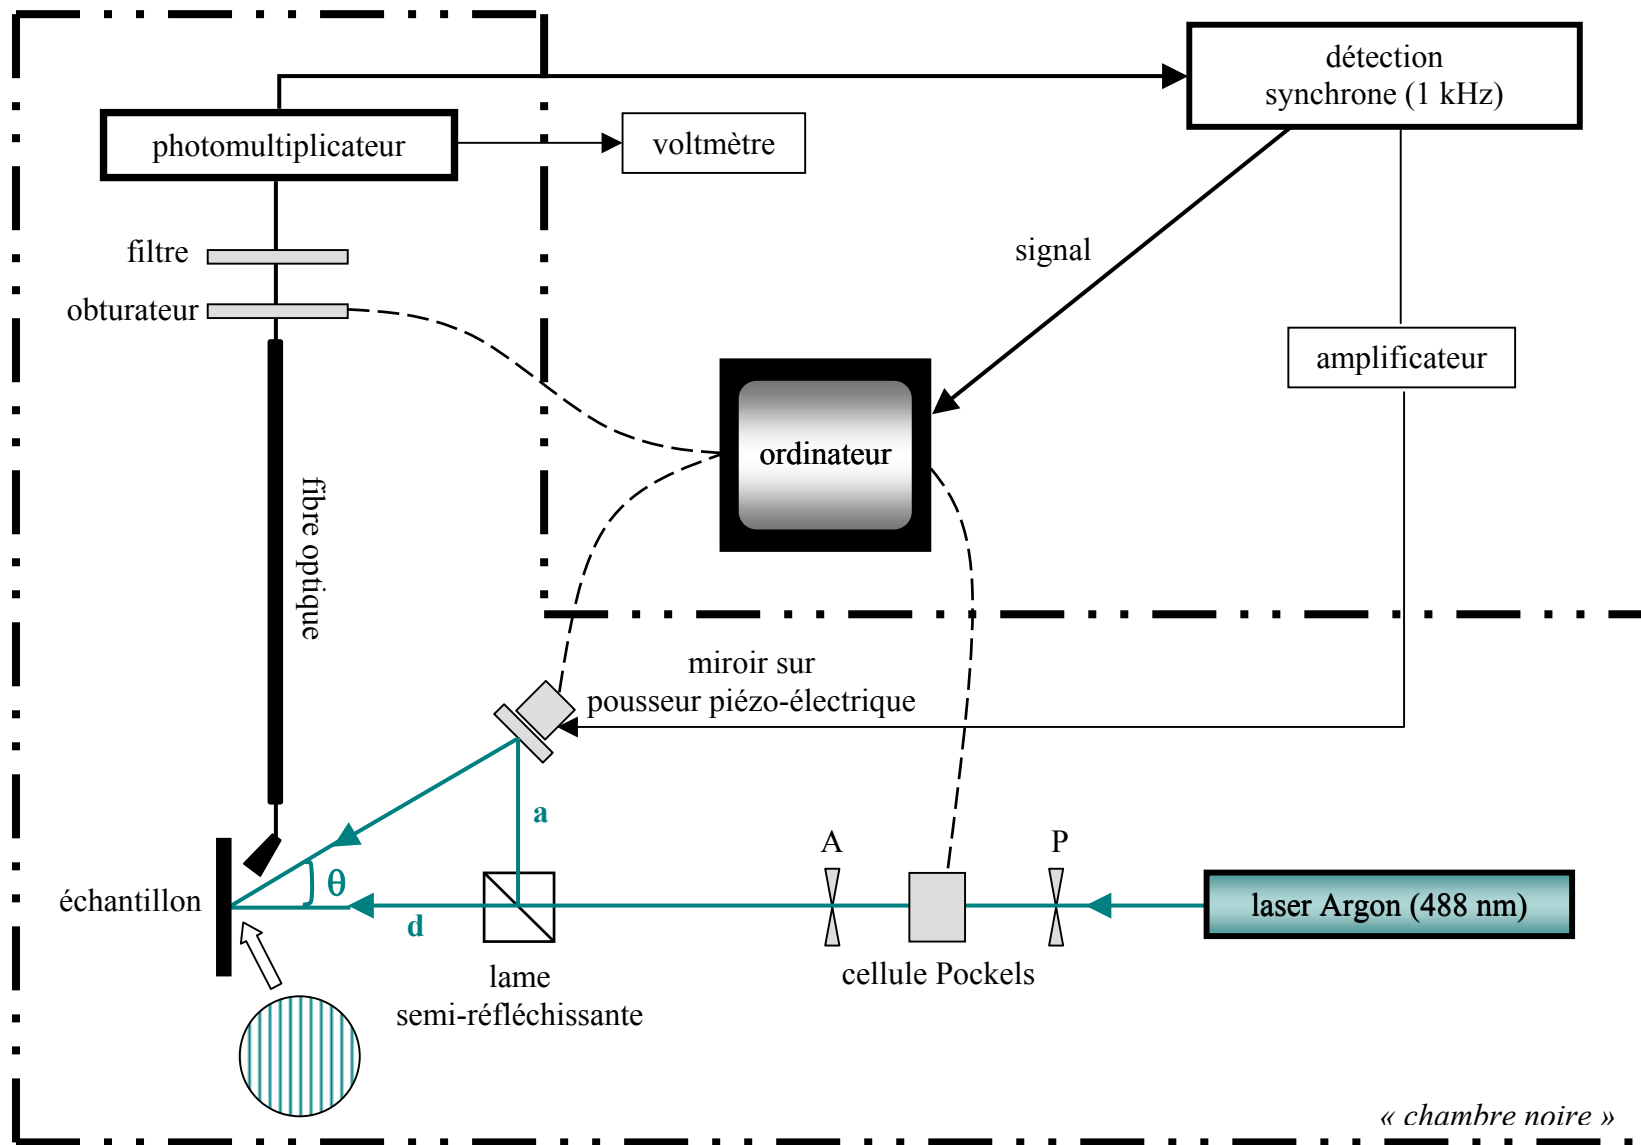 détection
synchrone (1 kHz)
photomultiplicateur
voltmètre
filtre
signal
obturateur
amplificateur
ordinateur
fibre optique
miroir sur
pousseur piézo-électrique
a
A
P
θ
échantillon
d
laser Argon (488 nm)
lame
semi-réfléchissante
cellule Pockels
« chambre noire »